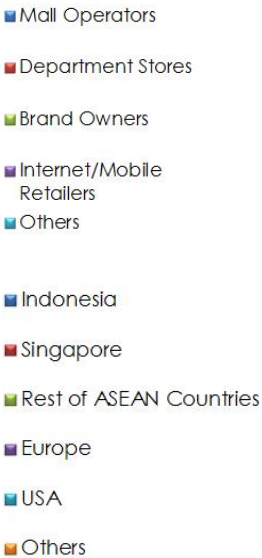 Mall Operators
Department Stores
Brand Owners
Internet/Mobile
Retailers
Others
Indonesia
Singapore
Rest of ASEAN Countries
Europe
USA
Others